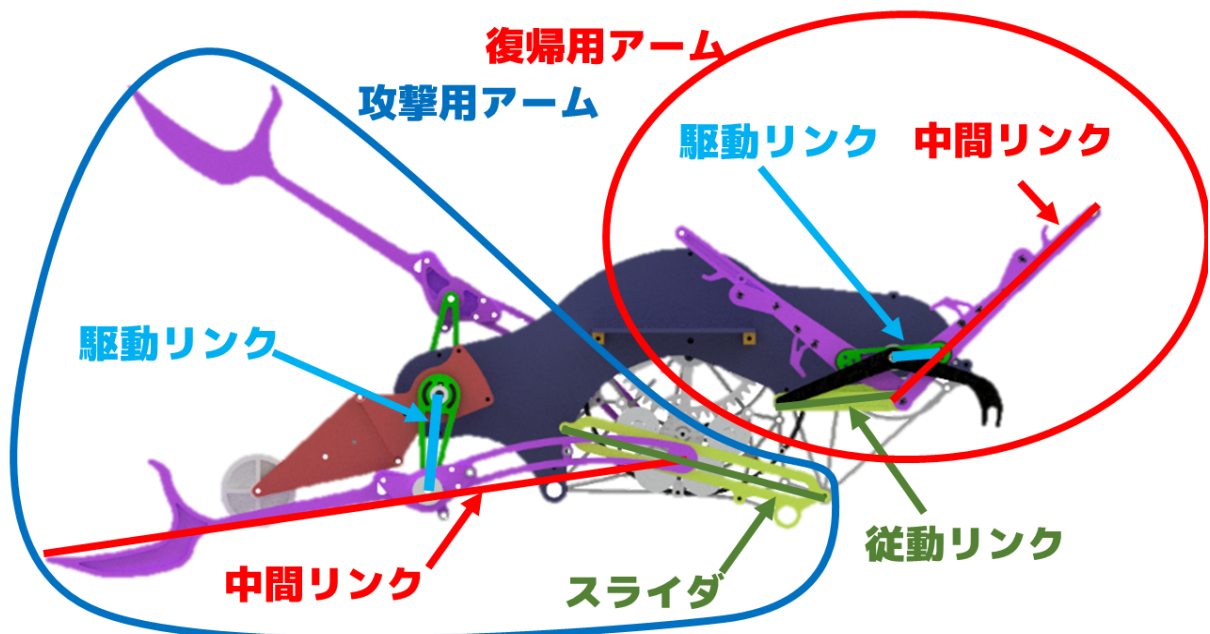 復帰用アーム
攻撃用アーム
駆動リンク
中間リンク
駆動リンク
従動リンク
中間リンク
スライダ